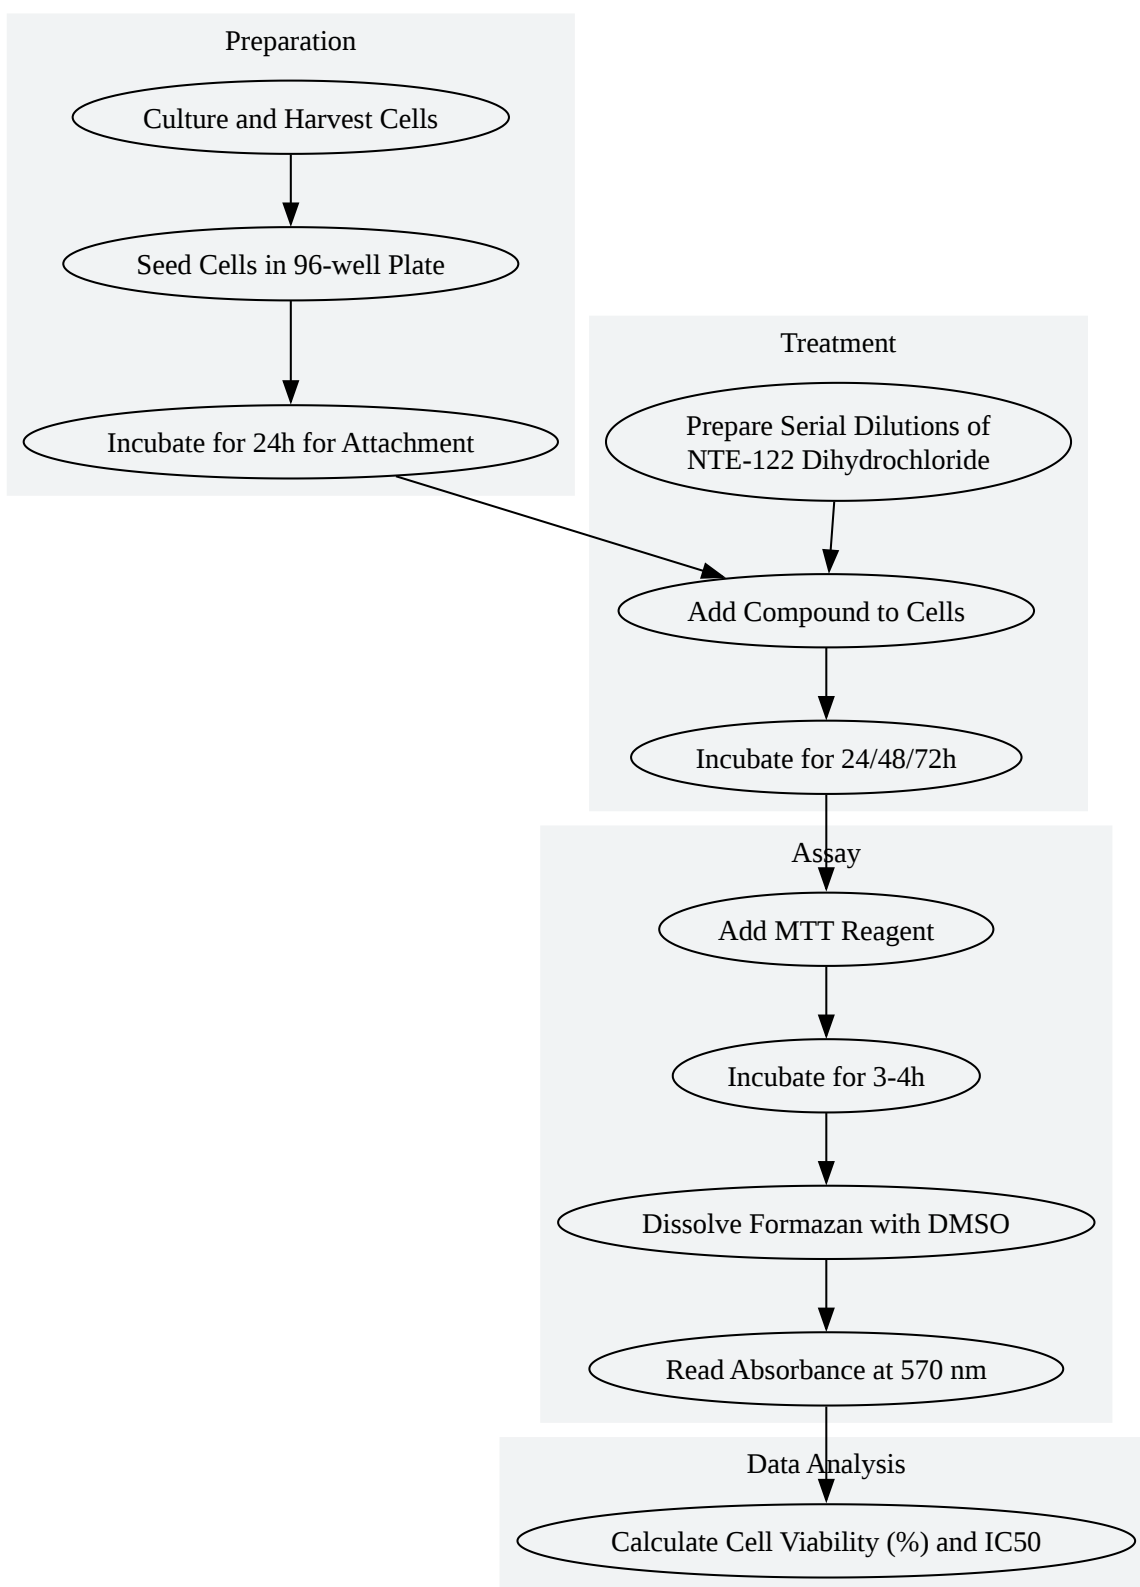 Preparation
Culture and Harvest Cells
Seed Cells in 96-well Plate
Incubate for 24h for Attachment
Treatment
Prepare Serial Dilutions of
NTE-122 Dihydrochloride
Add Compound to Cells
Incubate for 24/48/72h
Assay
Add MTT Reagent
Incubate for 3-4h
Dissolve Formazan with DMSO
Read Absorbance at 570 nm
Data Analysis
Calculate Cell Viability (%) and IC50